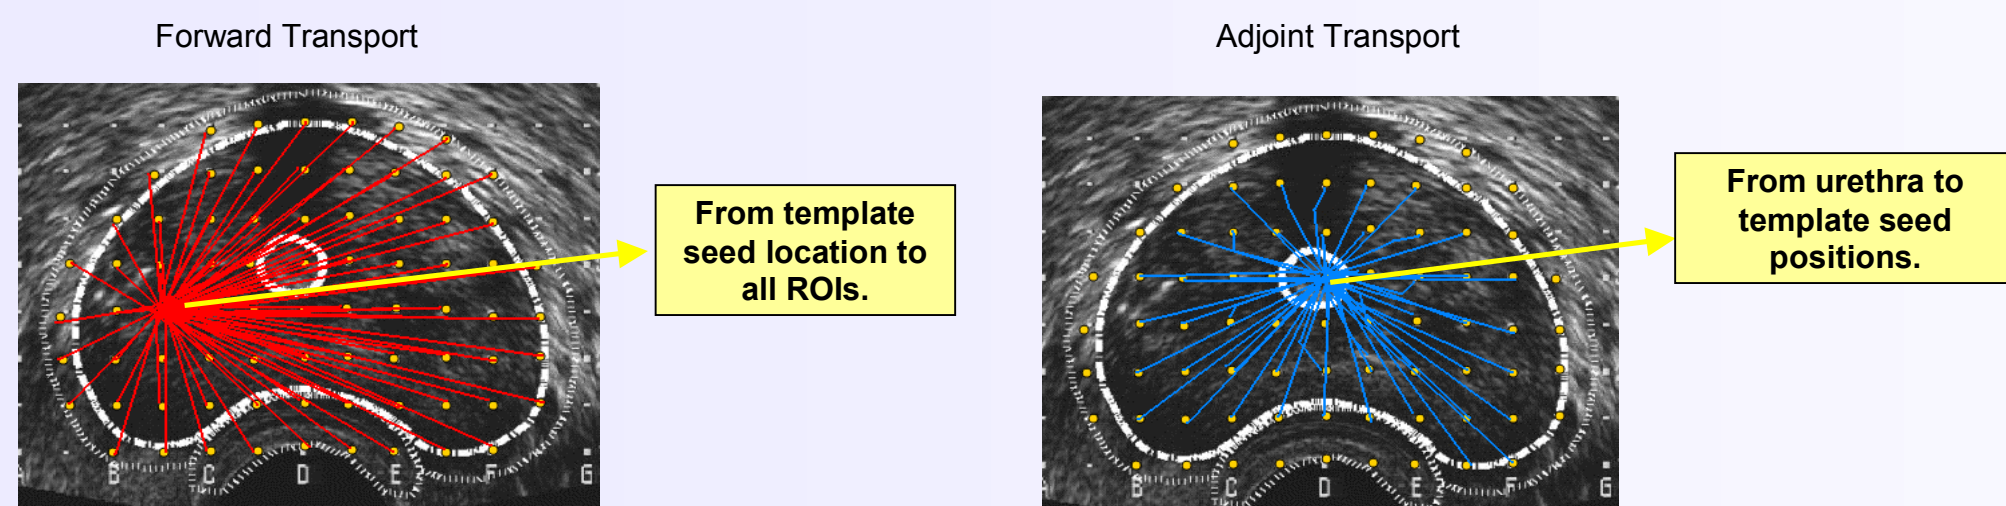 Forward Transport
Adjoint Transport
From template
seed location to
all ROIs.
From urethra to
template seed
positions.
B C D E F G
B C D E F G